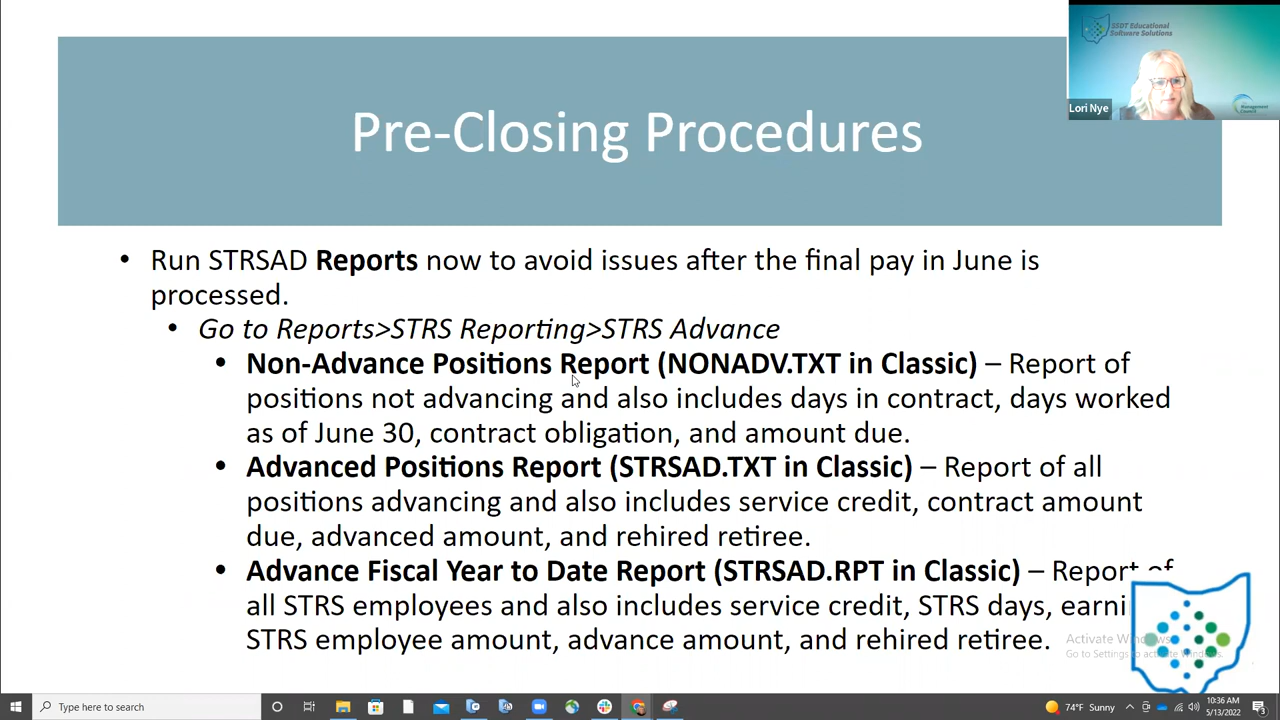 SSDT Educational
Software Solutions
Management
Council
Lori Nye
Pre-Closing Procedures
• Run STRSAD Reports now to avoid issues after the final pay in June is
processed.
• Go to Reports>STRS Reporting>STRS Advance
• Non-Advance Positions Report (NONADV.TXT in Classic) – Report of
positions not advancing and also includes days in contract, days worked
as of June 30, contract obligation, and amount due.
• Advanced Positions Report (STRSAD.TXT in Classic) – Report of all
positions advancing and also includes service credit, contract amount
due, advanced amount, and rehired retiree.
• Advance Fiscal Year to Date Report (STRSAD.RPT in Classic) – Report of
all STRS employees and also includes service credit, STRS days,
STRS employee amount, advance amount, and rehired retiree.
Activate Windows
Go to Settings to activate Windows.
Type here to search
74°F Sunny
10:36 AM
5/13/2022
3